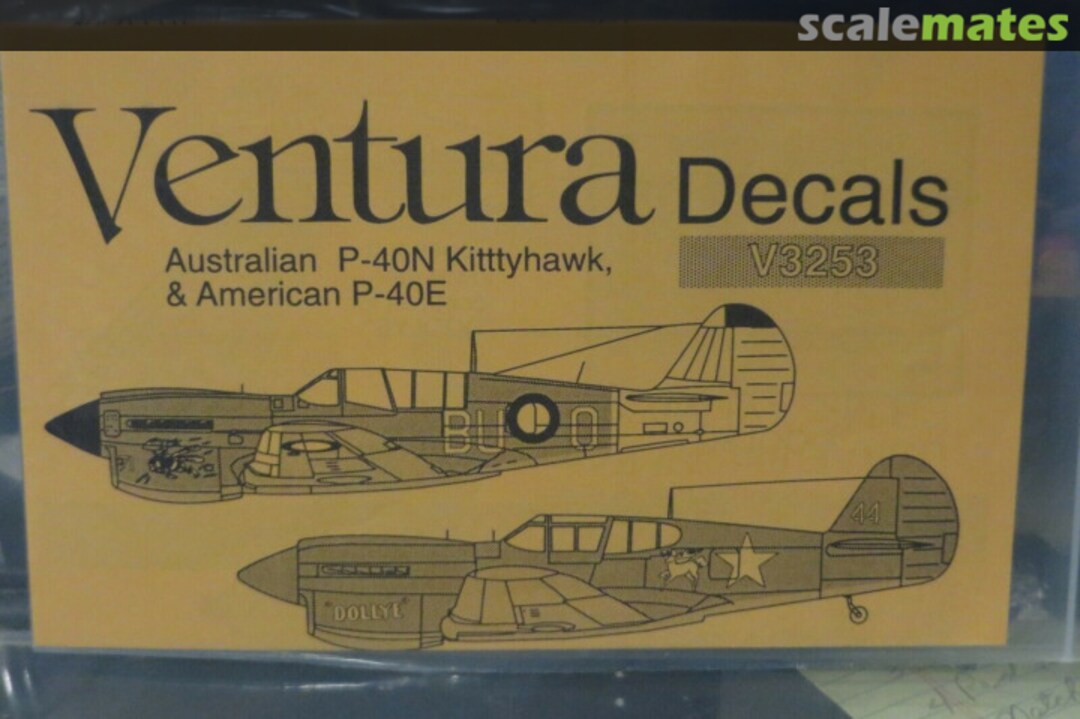 scalemates
Ventura Decals
V3253
Australian P-40N Kitttyhawk,
& American P-40E
BU Q
44
"DOLLYE"